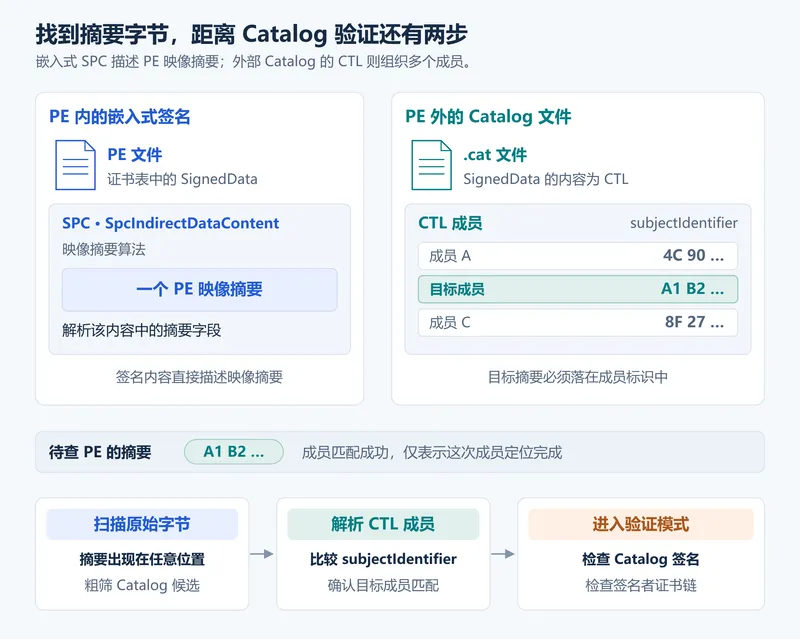 找到摘要字节，距离 Catalog 验证还有两步
嵌入式 SPC 描述 PE 映像摘要；外部 Catalog 的 CTL 则组织多个成员。
PE 内的嵌入式签名
PE 文件
证书表中的 SignedData
SPC • SpcIndirectDataContent
映像摘要算法
一个 PE 映像摘要
解析该内容中的摘要字段
签名内容直接描述映像摘要
PE 外的 Catalog 文件
.cat 文件
SignedData 的内容为 CTL
CTL 成员 subjectIdentifier
成员 A 4C 90 ...
目标成员 A1 B2 ...
成员 C 8F 27 ...
目标摘要必须落在成员标识中
待查 PE 的摘要 A1 B2 ... 成员匹配成功，仅表示这次成员定位完成
扫描原始字节
摘要出现在任意位置
粗筛 Catalog 候选
解析 CTL 成员
比较 subjectIdentifier
确认目标成员匹配
进入验证模式
检查 Catalog 签名
检查签名者证书链